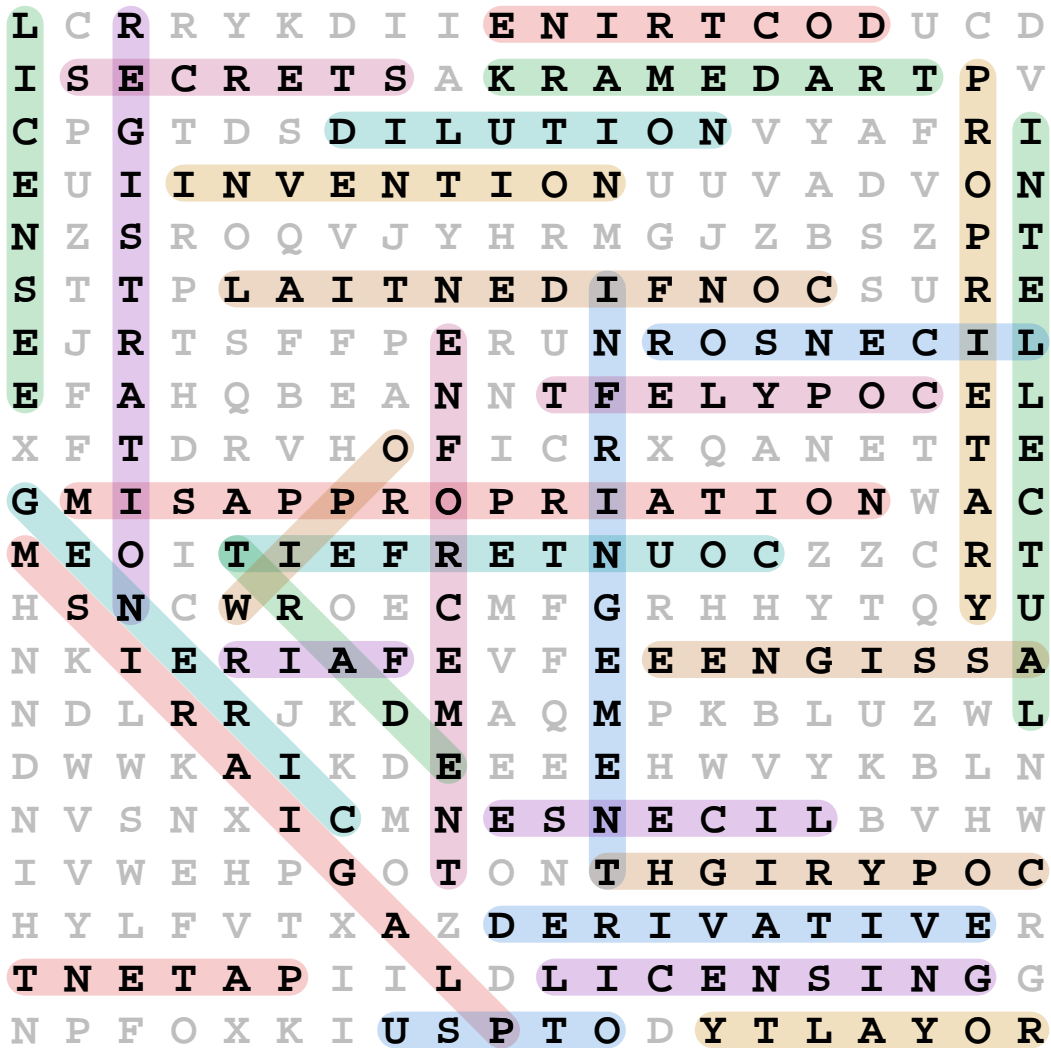 L C R R Y K D I I E N I R T C O D U C D
I S E C R E T S A K R A M E D A R T P V
C P G T D S D I L U T I O N V Y A F R I
E U I I N V E N T I O N U U V A D V O N
N Z S R O Q V J Y H R M G J Z B S Z P T
S T T P L A I T N E D I F N O C S U R E
E J R T S F F P E R U N R O S N E C I L
E F A H Q B E A N N T F E L Y P O C E L
X F T D R V H O F I C R X Q A N E T T E
G M I S A P P R O P R I A T I O N W A C
M E O I T I E F R E T N U O C Z Z C R T
H S N C W R O E C M F G R H H Y T Q Y U
N K I E R I A F E V F E E E N G I S S A
N D L R R J K D M A Q M P K B L U Z W L
D W W K A I K D E E E E H W V Y K B L N
N V S N X I C M N E S N E C I L B V H W
I V W E H P G O T O N T H G I R Y P O C
H Y L F V T X A Z D E R I V A T I V E R
T N E T A P I I L D L I C E N S I N G G
N P F O X K I U S P T O D Y T L A Y O R